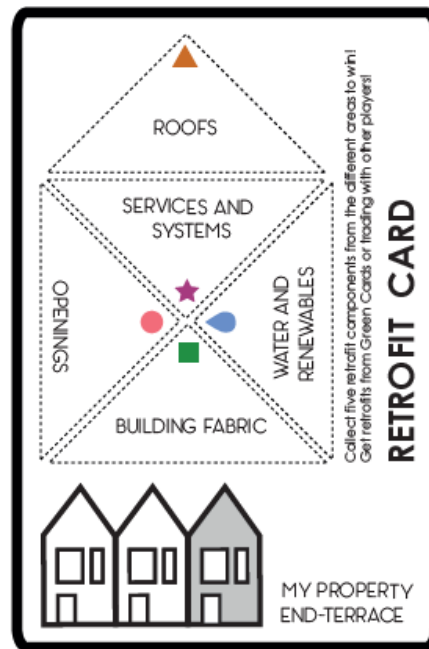 ROOFS
SERVICES AND
SYSTEMS
OPENINGS
WATER AND
RENEWABLES
BUILDING FABRIC
Collect five retrofit components from the different areas to win!
Get retrofits from Green Cards or trading with other players!
RETROFIT CARD
MY PROPERTY
END-TERRACE